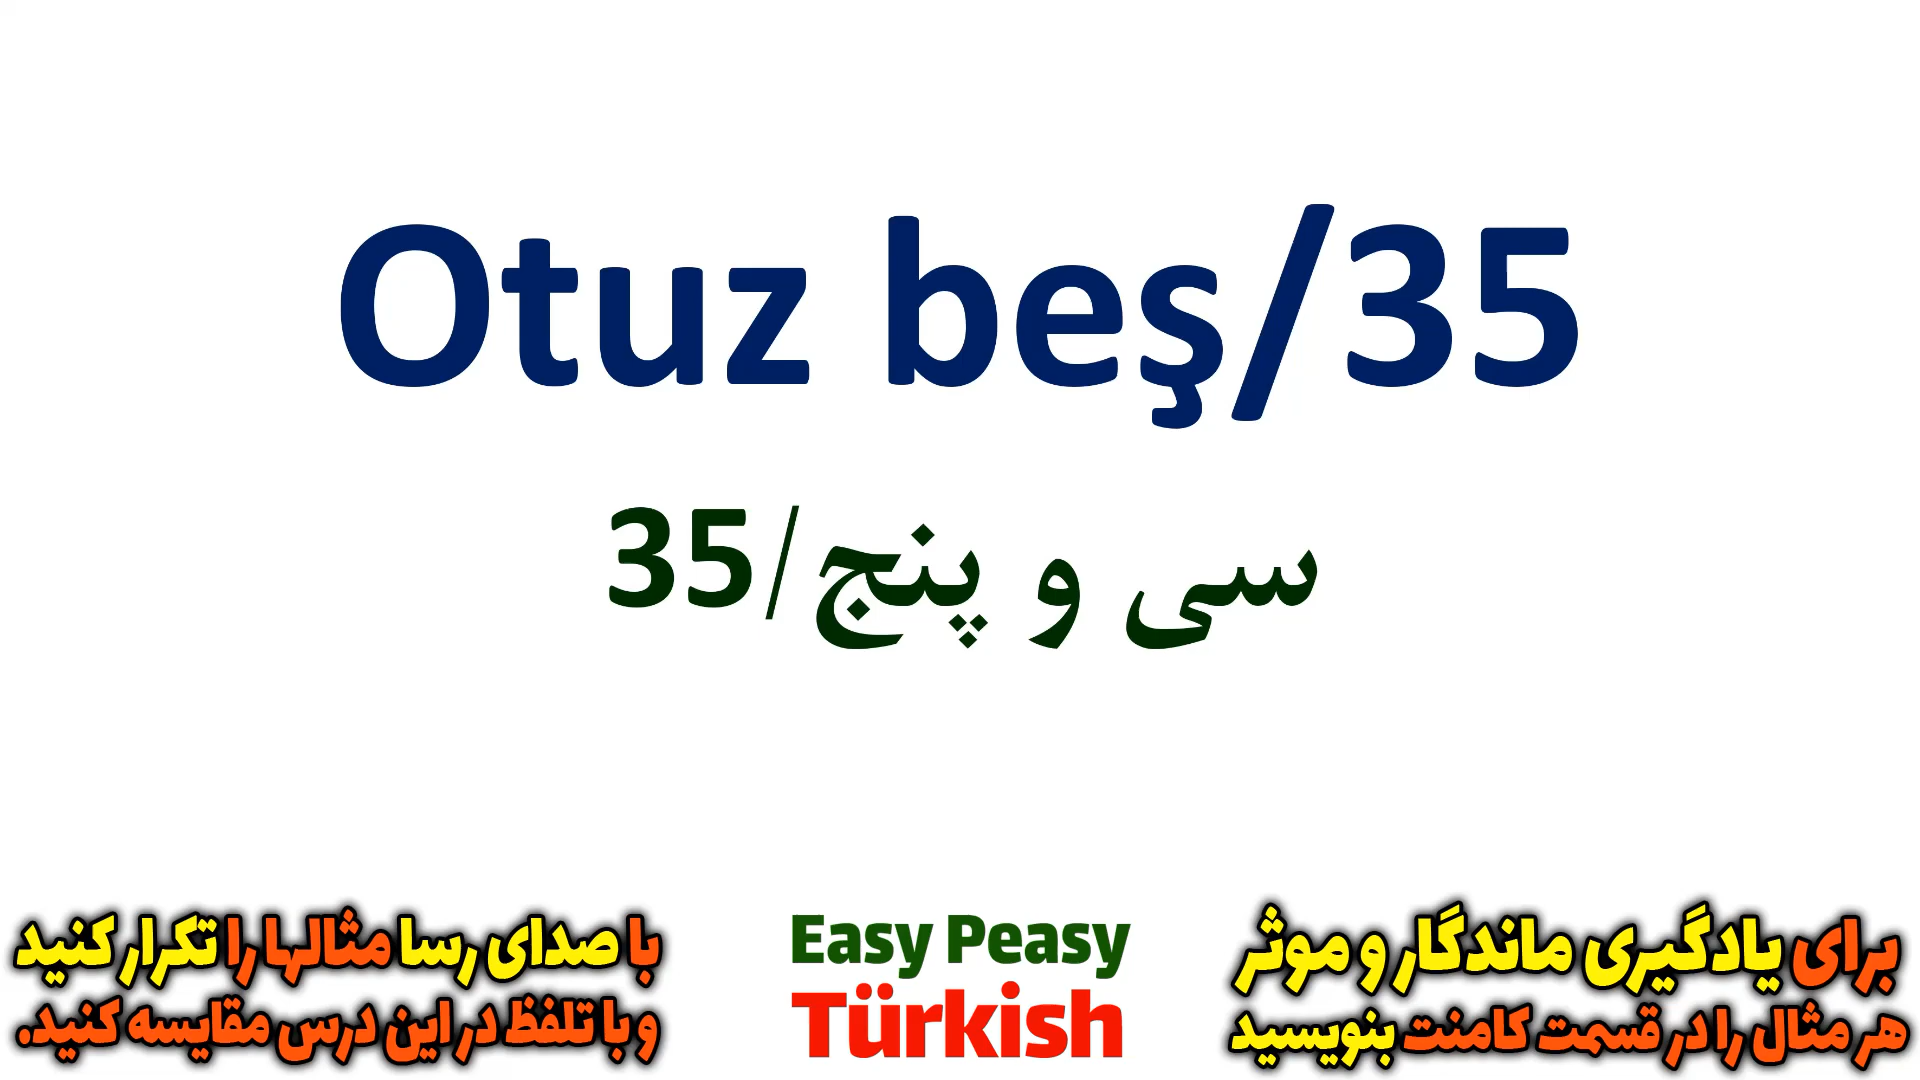 Otuz beş/35
سی و پنج/35
برای یادگیری ماندگار و موثر
هر مثال را در قسمت کامنت بنویسید
Easy Peasy
Türkish
با صدای رسا مثالها را تکرار کنید
و با تلفظ در این درس مقایسه کنید.